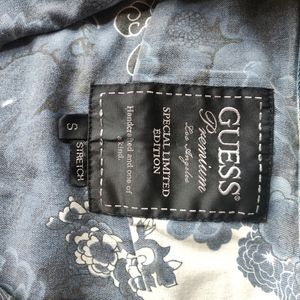 GUESS®
Premium
Los Angeles
SPECIAL LIMITED
EDITION
Handcrafted and one of
a kind.
S
STRETCH